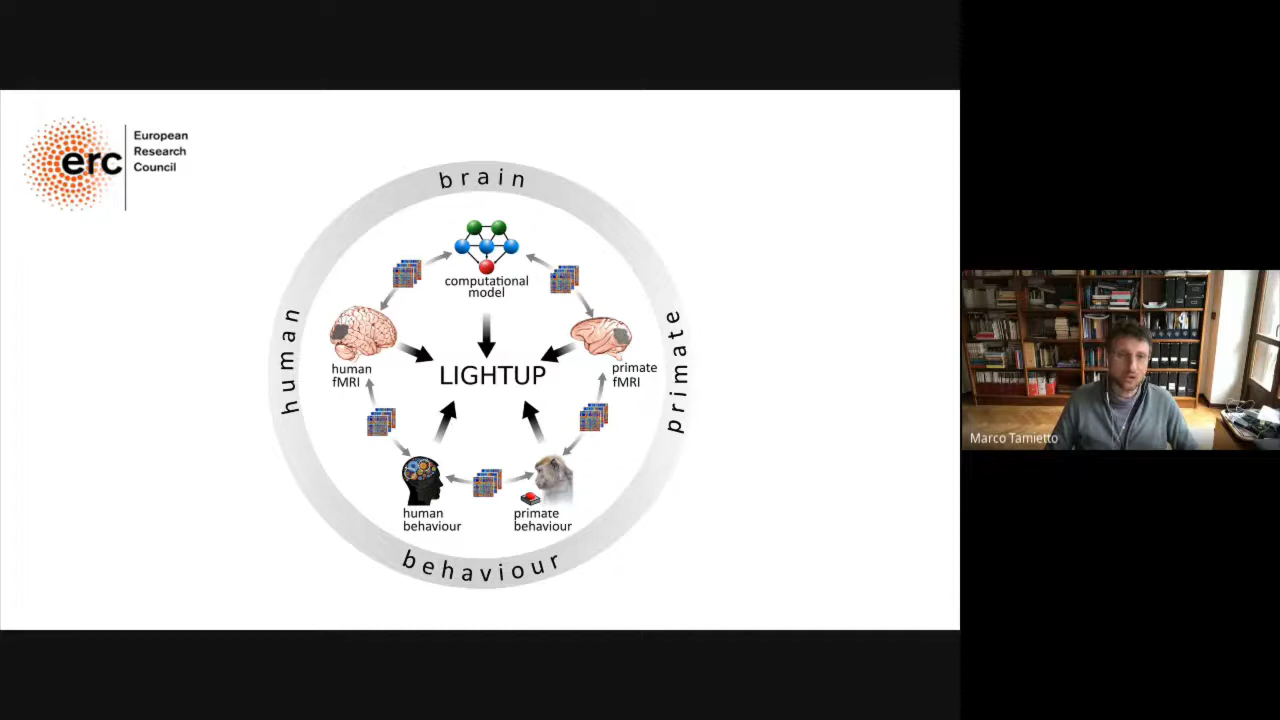 erc
European
Research
Council
brain
human
primate
computational
model
human
fMRI
LIGHTUP
primate
fMRI
human
behaviour
primate
behaviour
behaviour
Marco Tamietto